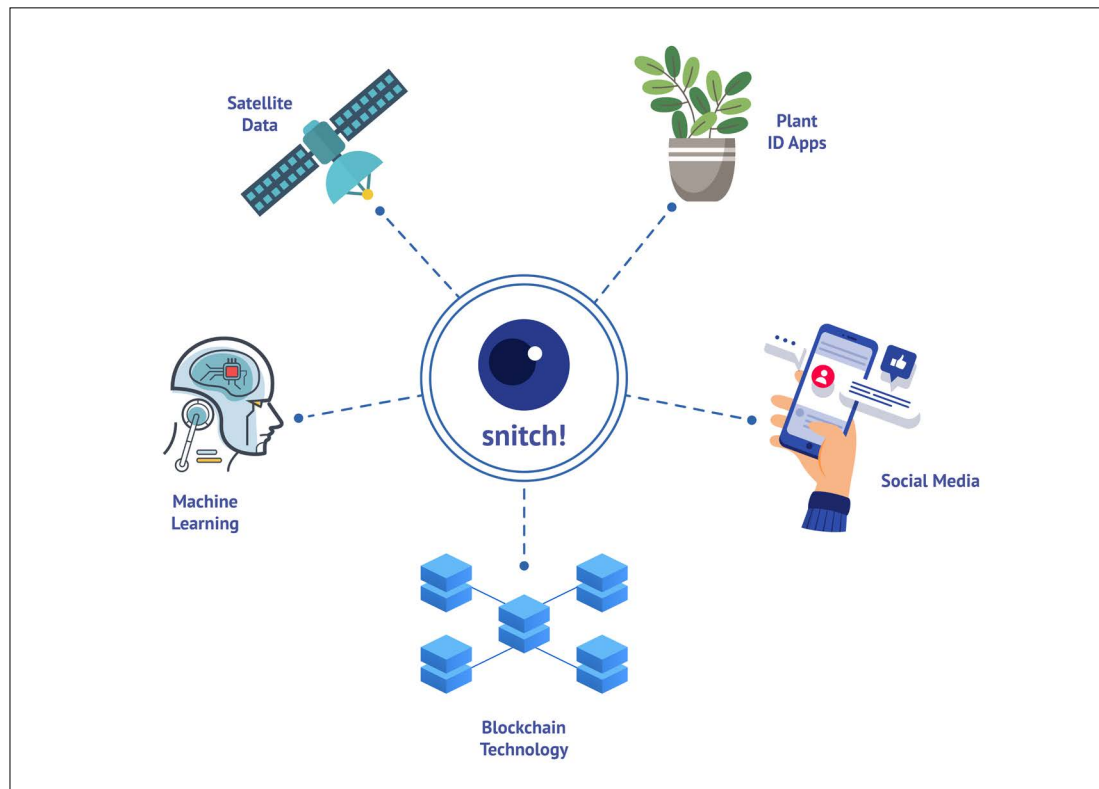 Satellite
Data
Plant
ID Apps
snitch!
Machine
Learning
Social Media
Blockchain
Technology